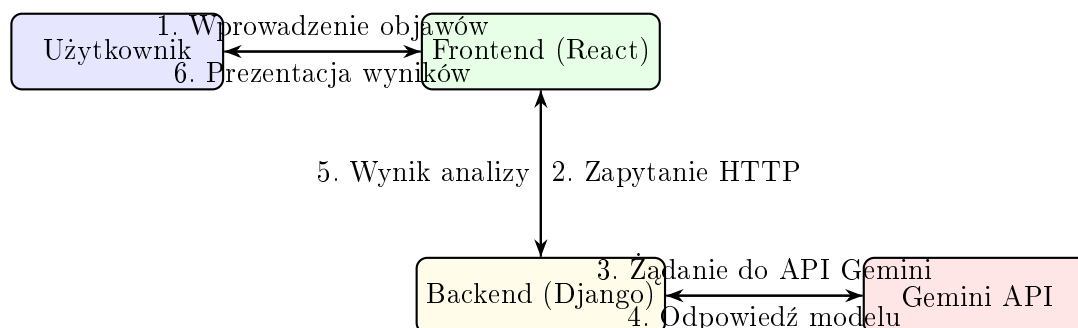 1. Wprowadzenie objawów
Użytkownik
Frontend (React)
6. Prezentacja wyników
5. Wynik analizy
2. Zapytanie HTTP
3. Żądanie do API Gemini
Backend (Django)
Gemini API
4. Odpowiedź modelu